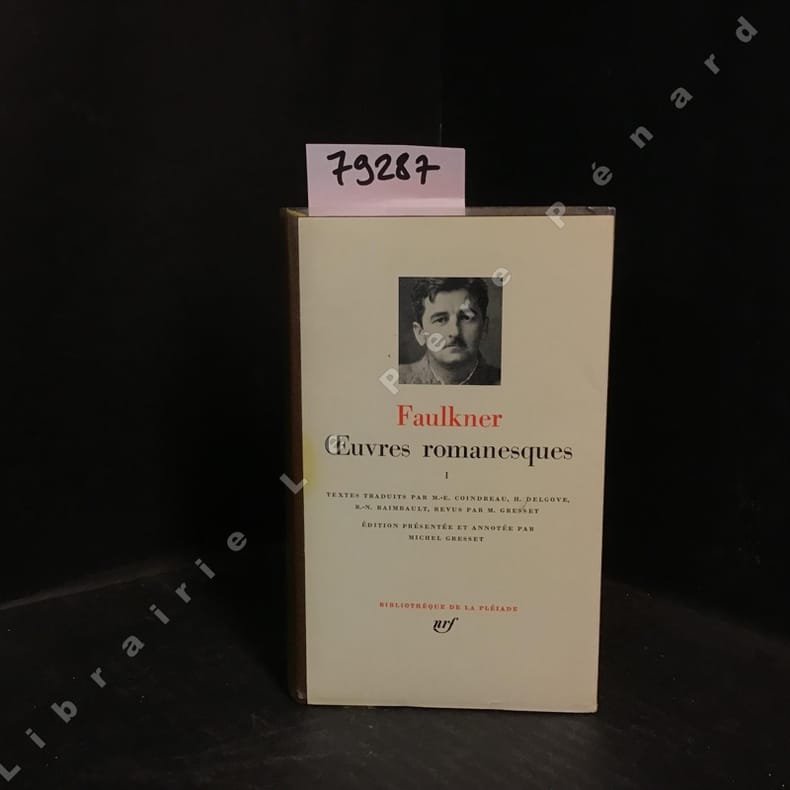 79287
Faulkner
Œuvres romanesques
I
TEXTES TRADUITS PAR M.-E. COINDREAU, H. DELGOVE,
R.-N. RAIMBAULT, REVUS PAR M. GRESSET
ÉDITION PRÉSENTÉE ET ANNOTÉE PAR
MICHEL GRESSET
BIBLIOTHÈQUE DE LA PLÉIADE
nrf
Librairie Le Père Pénard